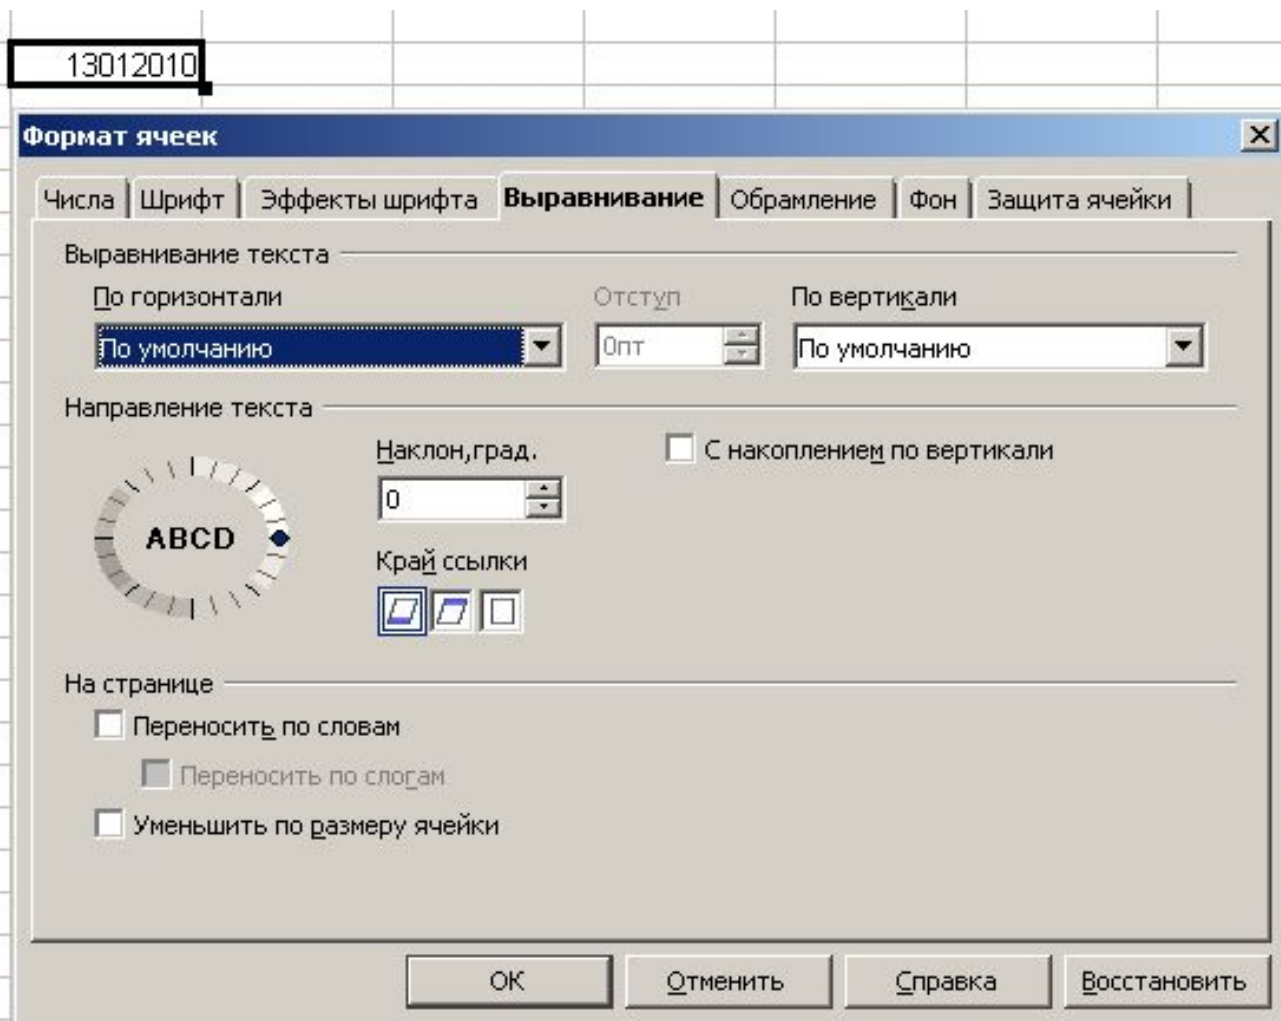 13012010
Формат ячеек
Числа Шрифт Эффекты шрифта Выравнивание Обрамление Фон Защита ячейки
Выравнивание текста
По горизонтали Отступ По вертикали
По умолчанию 0пт По умолчанию
Направление текста
Наклон,град. С накоплением по вертикали
0
ABCD
Край ссылки
На странице
Переносить по словам
Переносить по слогам
Уменьшить по размеру ячейки
ОК Отменить Справка Восстановить